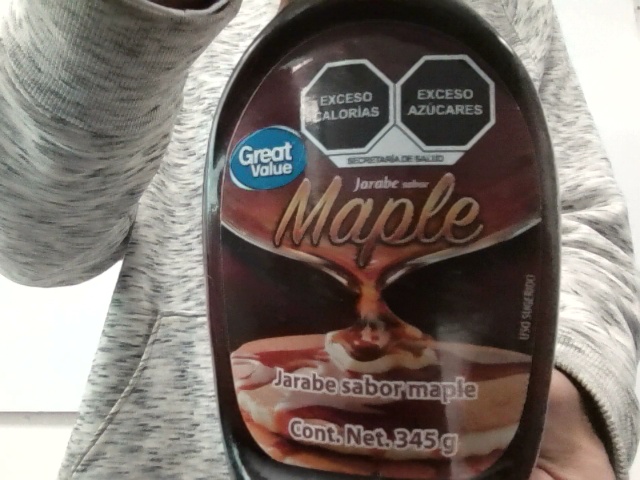 EXCESO
CALORÍAS
EXCESO
AZÚCARES
SECRETARÍA DE SALUD
Great
Value
Jarabe sabor
Maple
USO SUGERIDO
Jarabe sabor maple
Cont. Net. 345 g